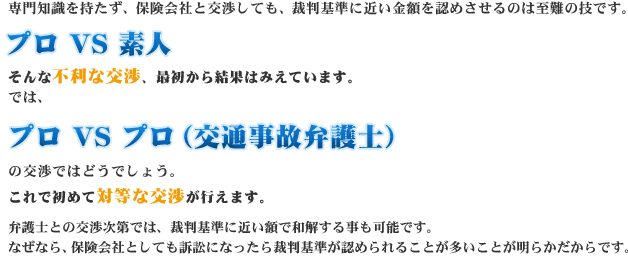 専門知識を持たず、保険会社と交渉しても、裁判基準に近い金額を認めさせるのは至難の技です。
プロ VS 素人
そんな不利な交渉、最初から結果はみえています。
では、
プロ VS プロ（交通事故弁護士）
の交渉ではどうでしょう。
これで初めて対等な交渉が行えます。
弁護士との交渉次第では、裁判基準に近い額で和解する事も可能です。
なぜなら、保険会社としても訴訟になったら裁判基準が認められることが多いことが明らかだからです。